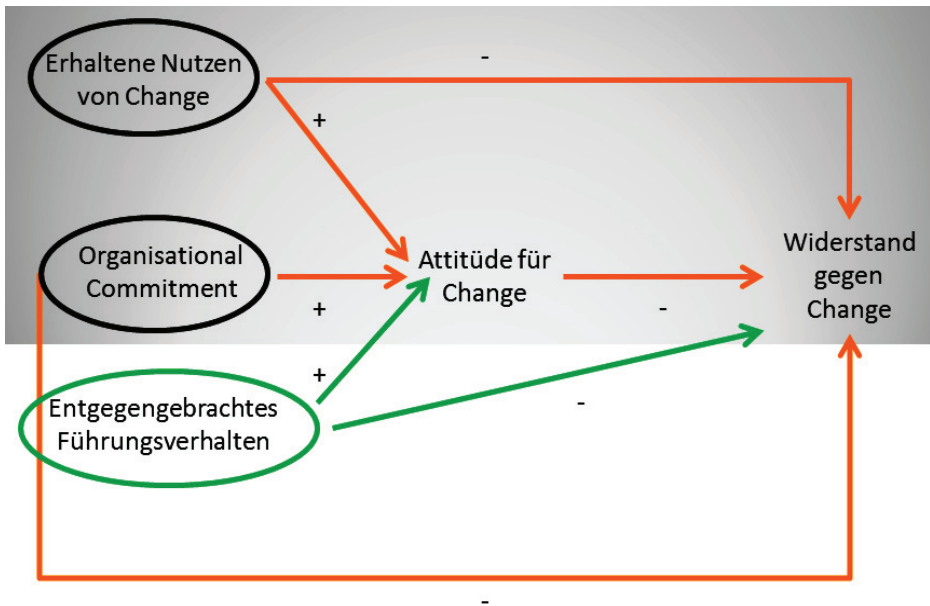 Erhaltene Nutzen
von Change
-
+
Organisational
Commitment
+
Attitüde für
Change
-
Widerstand
gegen
Change
+
Entgegengebrachtes
Führungsverhalten
-
-